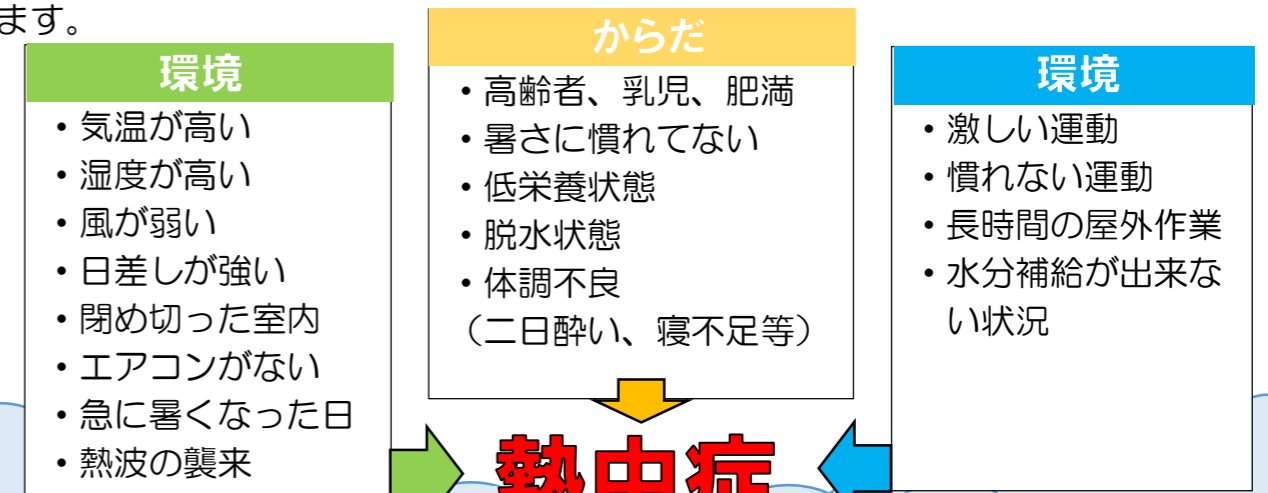 ます。
環境
・気温が高い
・湿度が高い
・風が弱い
・日差しが強い
・閉め切った室内
・エアコンがない
・急に暑くなった日
・熱波の襲来
からだ
・高齢者、乳児、肥満
・暑さに慣れてない
・低栄養状態
・脱水状態
・体調不良
（二日酔い、寝不足等）
環境
・激しい運動
・慣れない運動
・長時間の屋外作業
・水分補給が出来な
い状況
熱中症